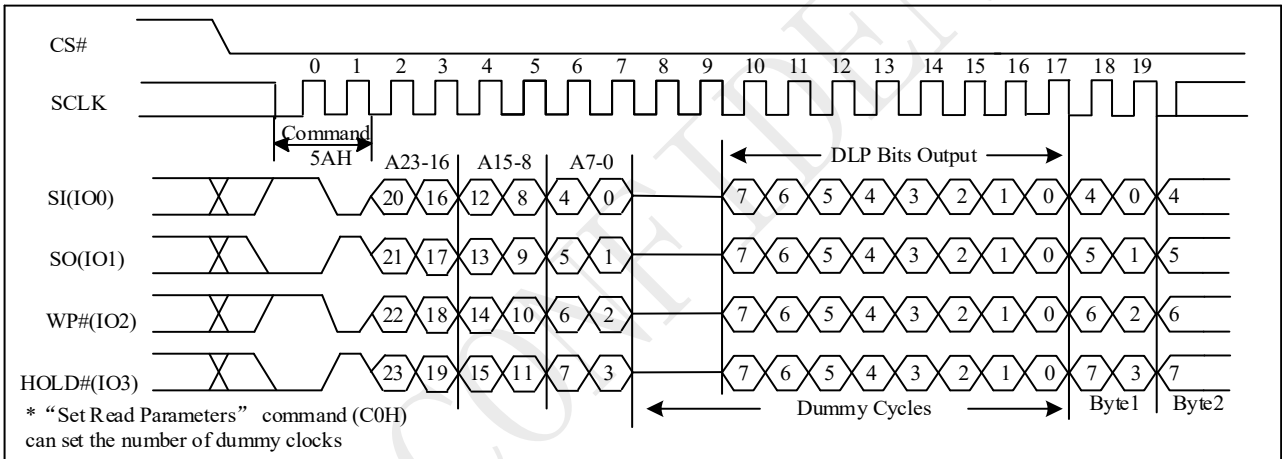 CS#
0 1 2 3 4 5 6 7 8 9 10 11 12 13 14 15 16 17 18 19
SCLK
Command
5AH
A23-16 A15-8 A7-0
DLP Bits Output
SI(IO0) 20 16 12 8 4 0 7 6 5 4 3 2 1 0 4 0 4
SO(IO1) 21 17 13 9 5 1 7 6 5 4 3 2 1 0 5 1 5
WP#(IO2) 22 18 14 10 6 2 7 6 5 4 3 2 1 0 6 2 6
HOLD#(IO3) 23 19 15 11 7 3 7 6 5 4 3 2 1 0 7 3 7
Dummy Cycles
Byte1 Byte2
* “Set Read Parameters” command (C0H)
can set the number of dummy clocks